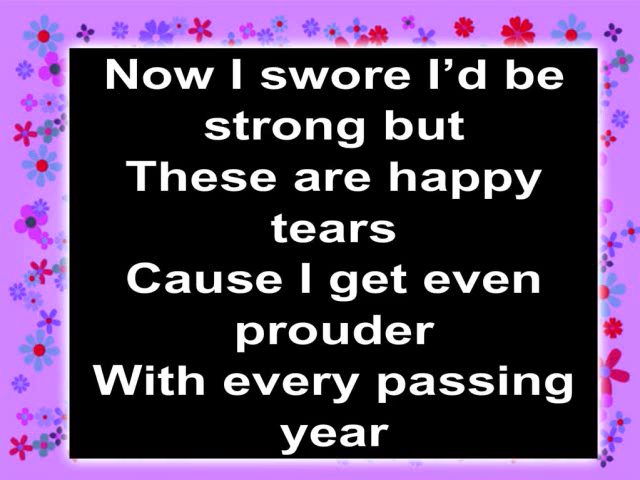 Now I swore I’d be
strong but
These are happy
tears
Cause I get even
prouder
With every passing
year